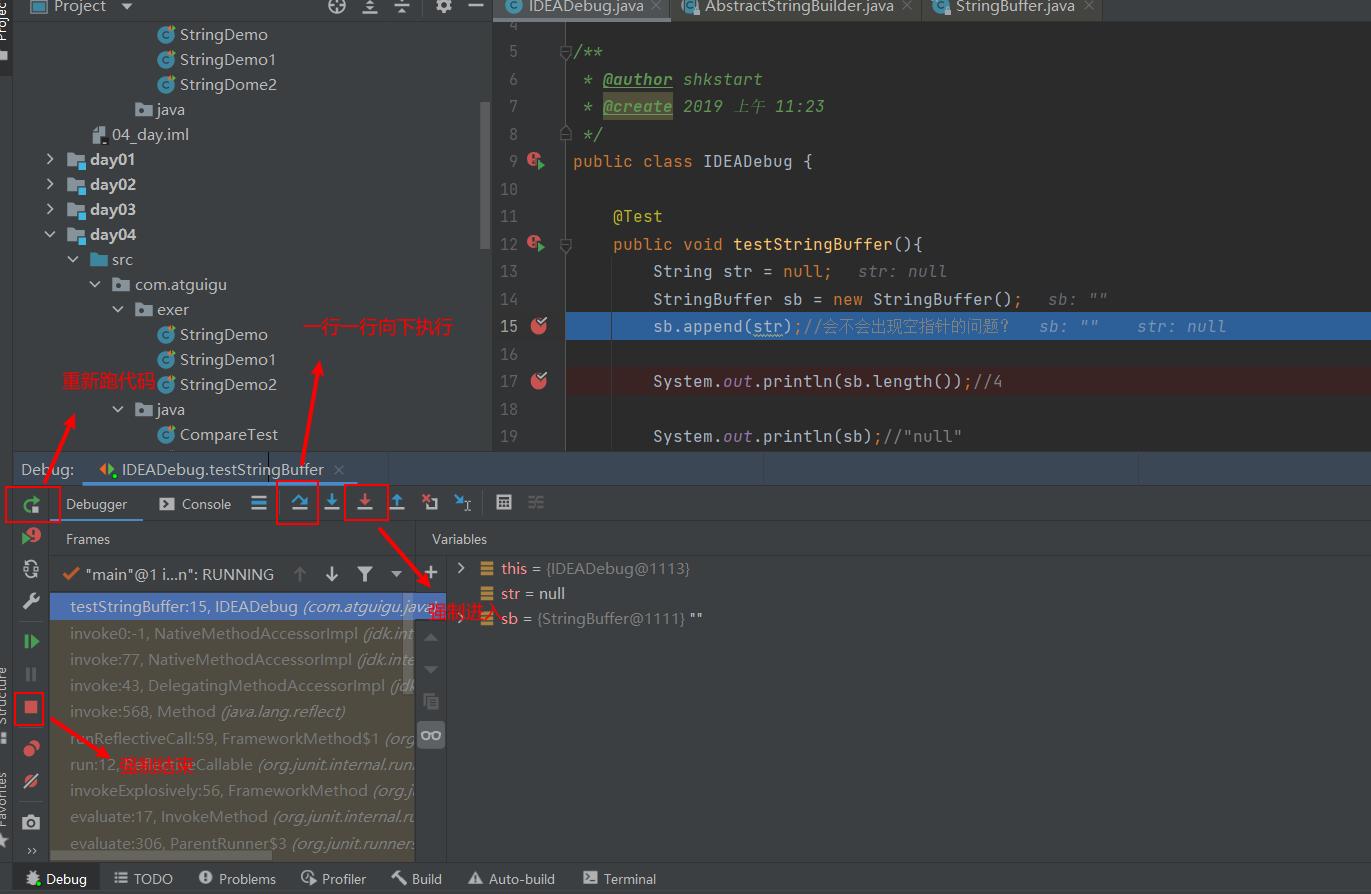 Project
IDEADebug.java
AbstractStringBuilder.java
StringBuffer.java
StringDemo
StringDemo1
StringDome2
java
04_day.iml
day01
day02
day03
day04
src
com.atguigu
exer
StringDemo
StringDemo1
StringDemo2
java
CompareTest
一行一行向下执行
重新跑代码
4
5 /**
6 * @author shkstart
7 * @create 2019 上午 11:23
8 */
9 public class IDEADebug {
10
11 @Test
12 public void testStringBuffer(){
13 String str = null; str: null
14 StringBuffer sb = new StringBuffer(); sb: ""
15 sb.append(str);//会不会出现空指针的问题？ sb: "" str: null
16
17 System.out.println(sb.length());//4
18
19 System.out.println(sb);//"null"
Debug: IDEADebug.testStringBuffer
Debugger Console
Frames
Variables
"main"@1 i...n": RUNNING
testStringBuffer:15, IDEADebug (com.atguigu.java)
invoke0:-1, NativeMethodAccessorImpl (jdk.inte
invoke:77, NativeMethodAccessorImpl (jdk.inte
invoke:43, DelegatingMethodAccessorImpl (jdk
invoke:568, Method (java.lang.reflect)
runReflectiveCall:59, FrameworkMethod$1 (org
run:12, ReflectiveCallable (org.junit.internal.run
invokeExplosively:56, FrameworkMethod (org.j
evaluate:17, InvokeMethod (org.junit.internal.ru
evaluate:306, ParentRunner$3 (org.junit.runners
强制进入
强制结束
this = {IDEADebug@1113}
str = null
sb = {StringBuffer@1111} ""
Structure
Favorites
Debug TODO Problems Profiler Build Auto-build Terminal